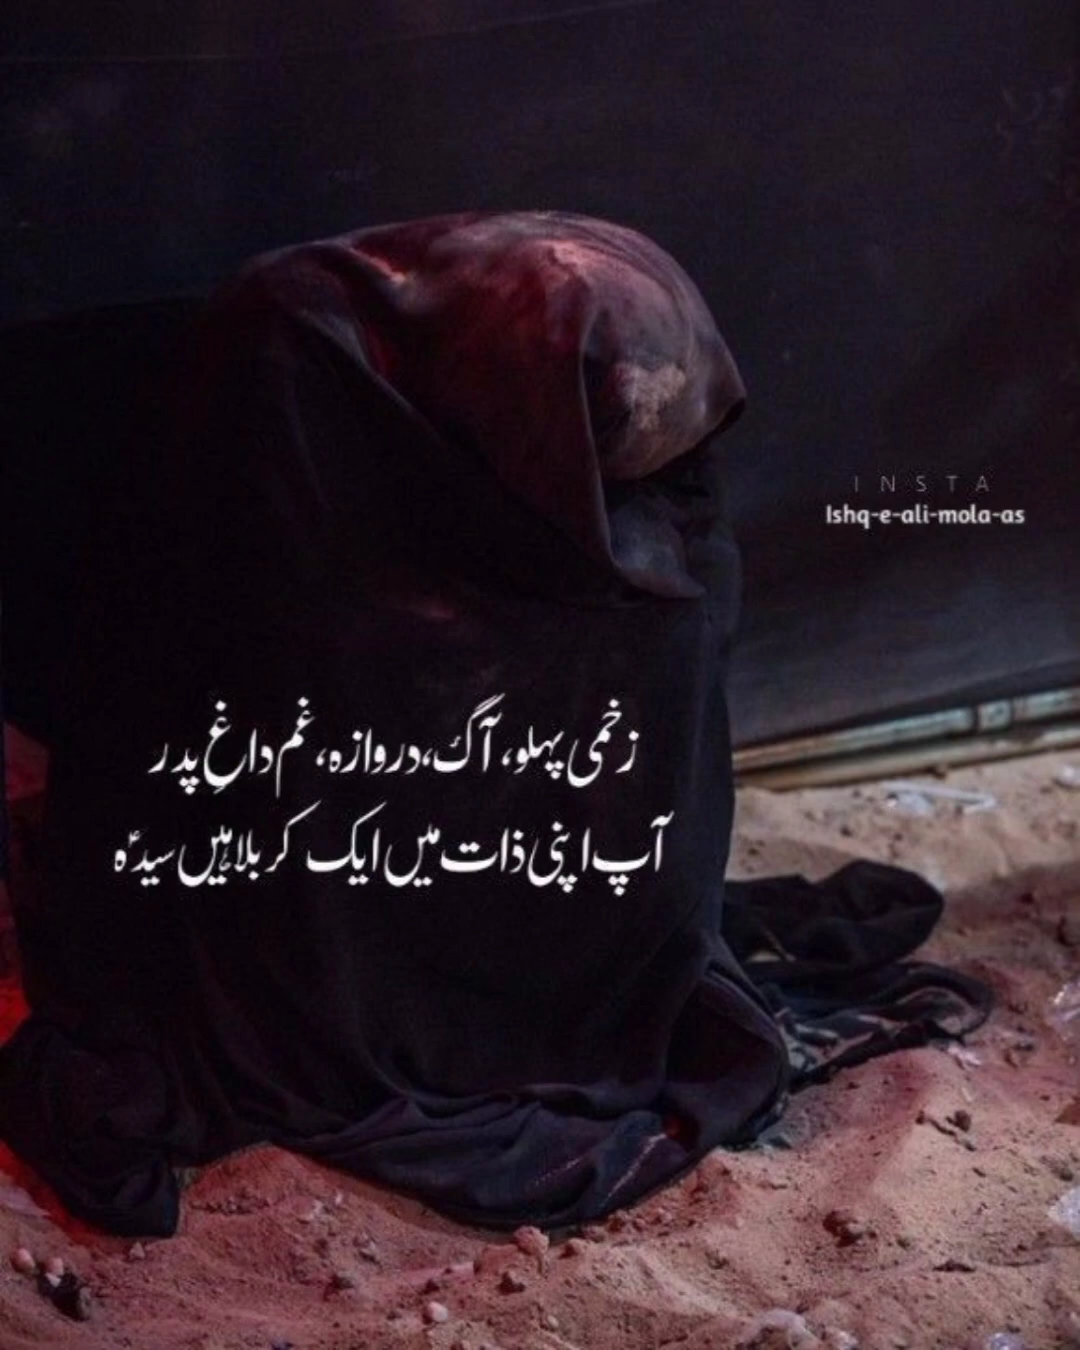 INSTA
Ishq-e-ali-mola-as
زخمی پہلو، آگ، دروازہ، غم داغِ پدر
آپ اپنی ذات میں ایک کربلا ہیں سیدہؑ